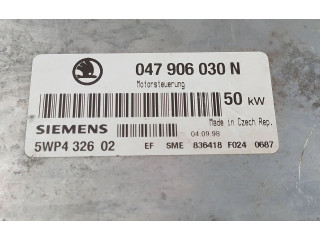 047 906 030 N
Motorsteuerung
50 kW
SIEMENS
04.09.98
Made in Czech Rep.
5WP4 326 02 EF SME 836418 F024 0687